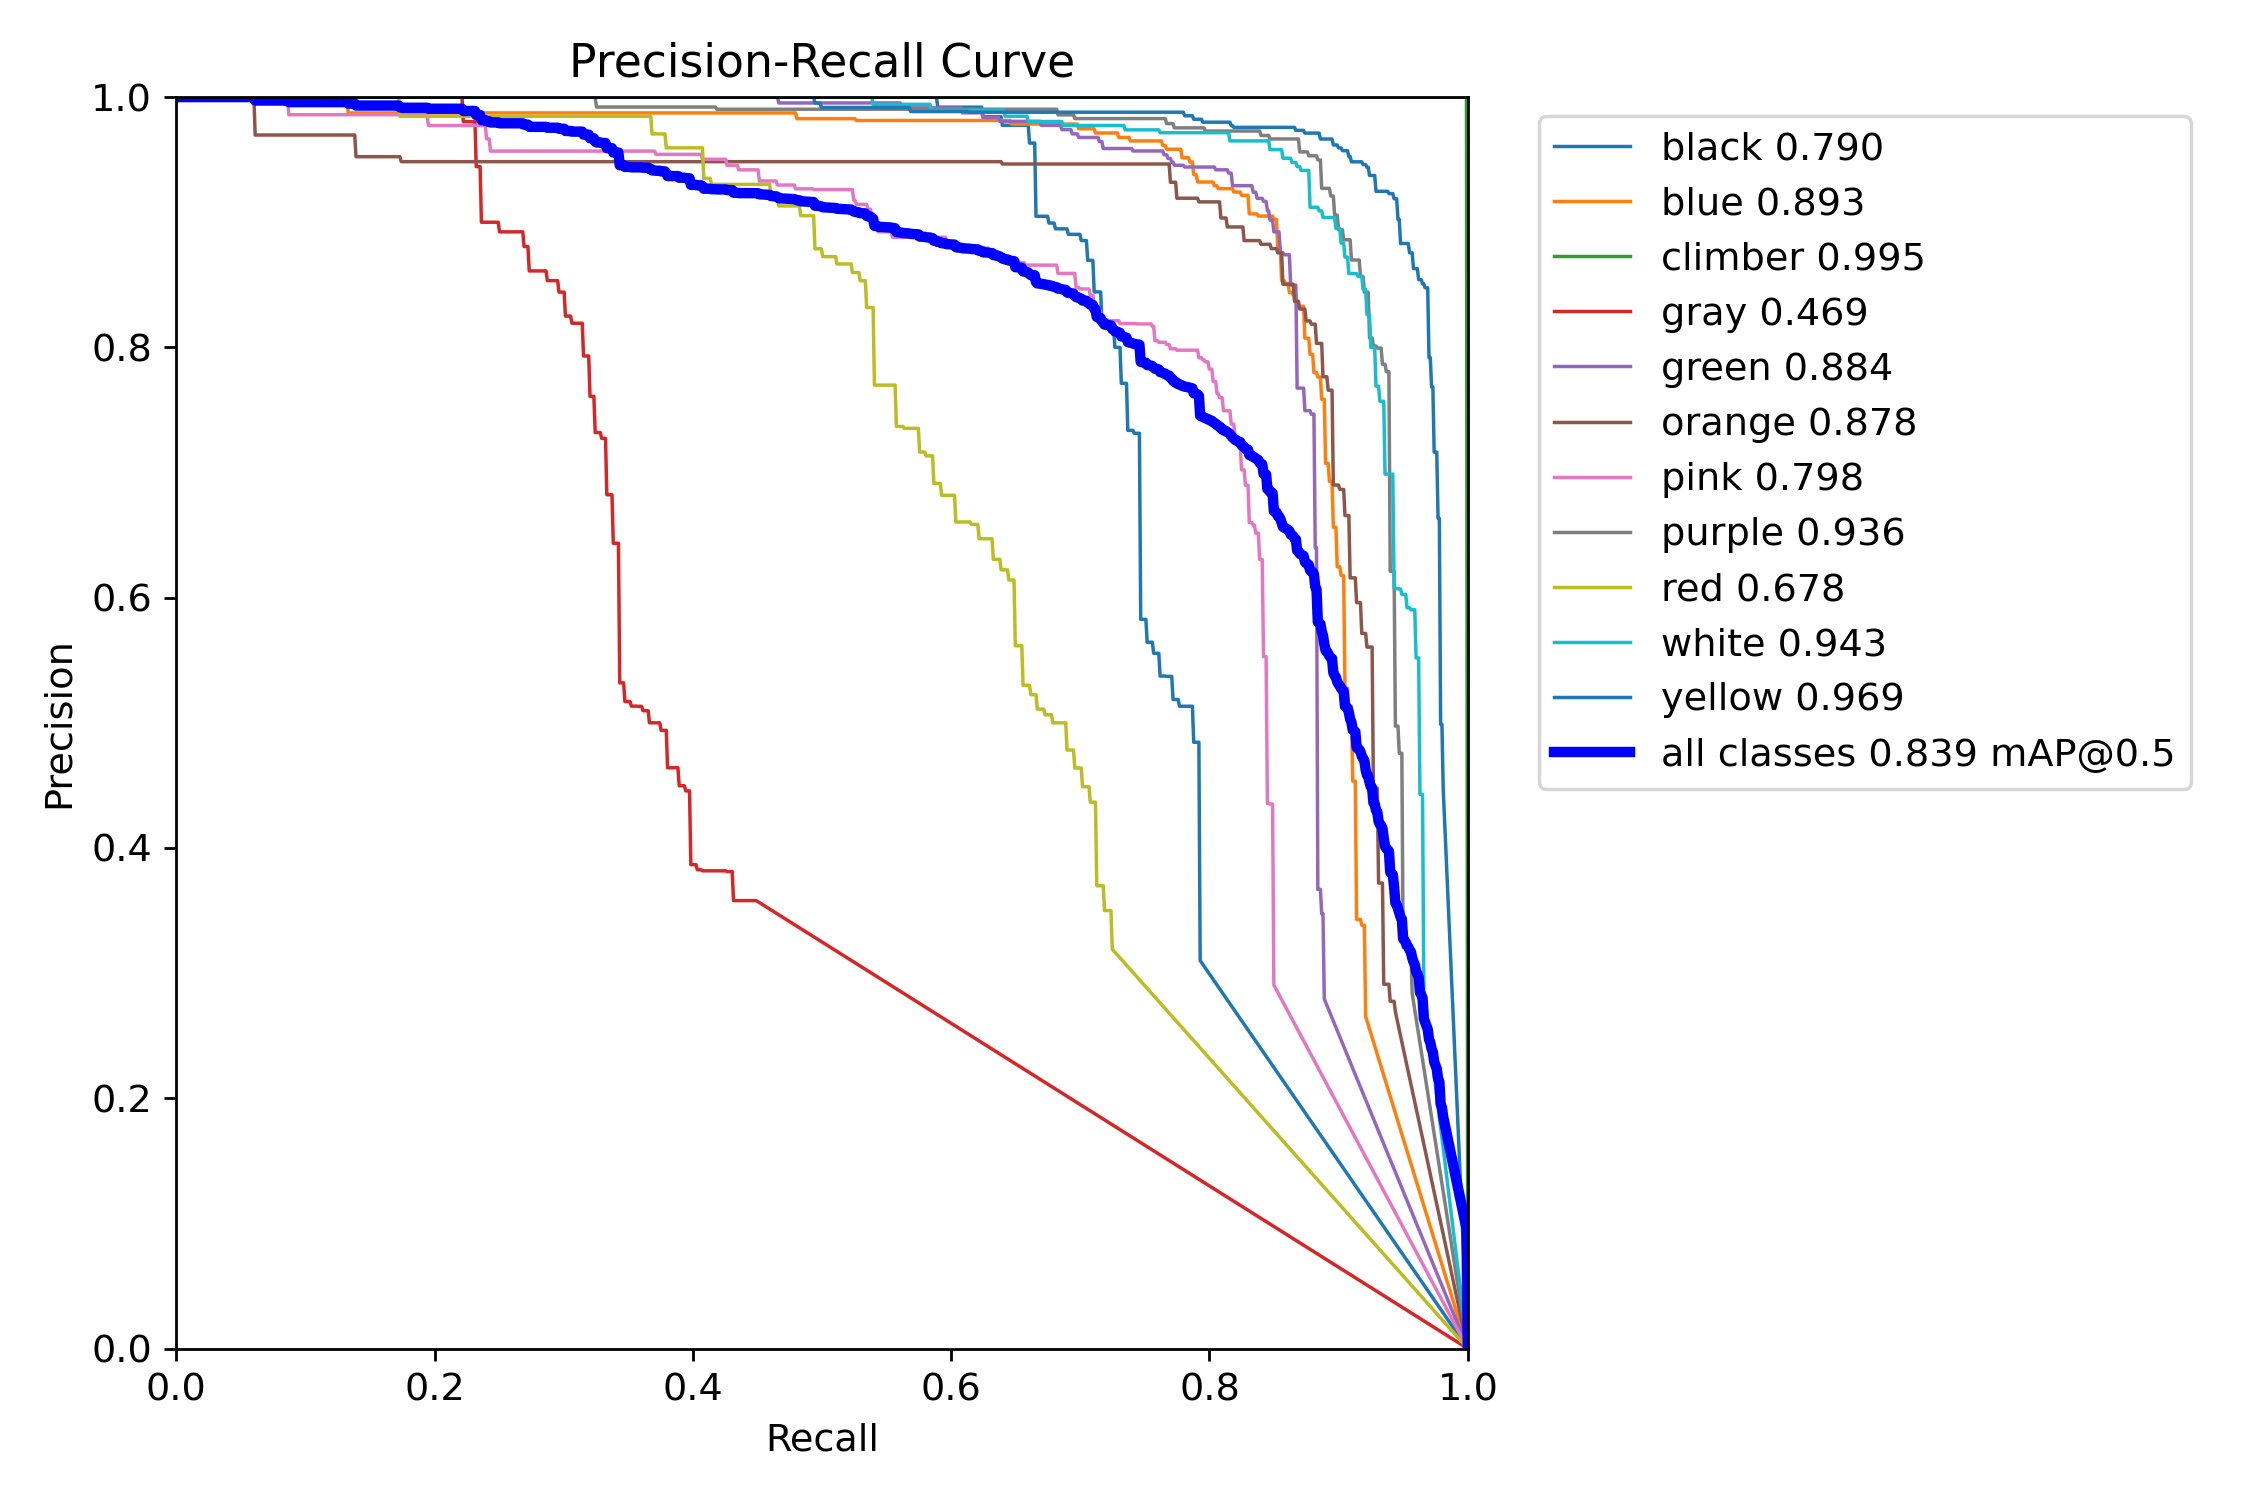 Precision-Recall Curve
1.0
0.8
0.6
0.4
0.2
0.0
Precision
0.0 0.2 0.4 0.6 0.8 1.0
Recall
black 0.790
blue 0.893
climber 0.995
gray 0.469
green 0.884
orange 0.878
pink 0.798
purple 0.936
red 0.678
white 0.943
yellow 0.969
all classes 0.839 mAP@0.5